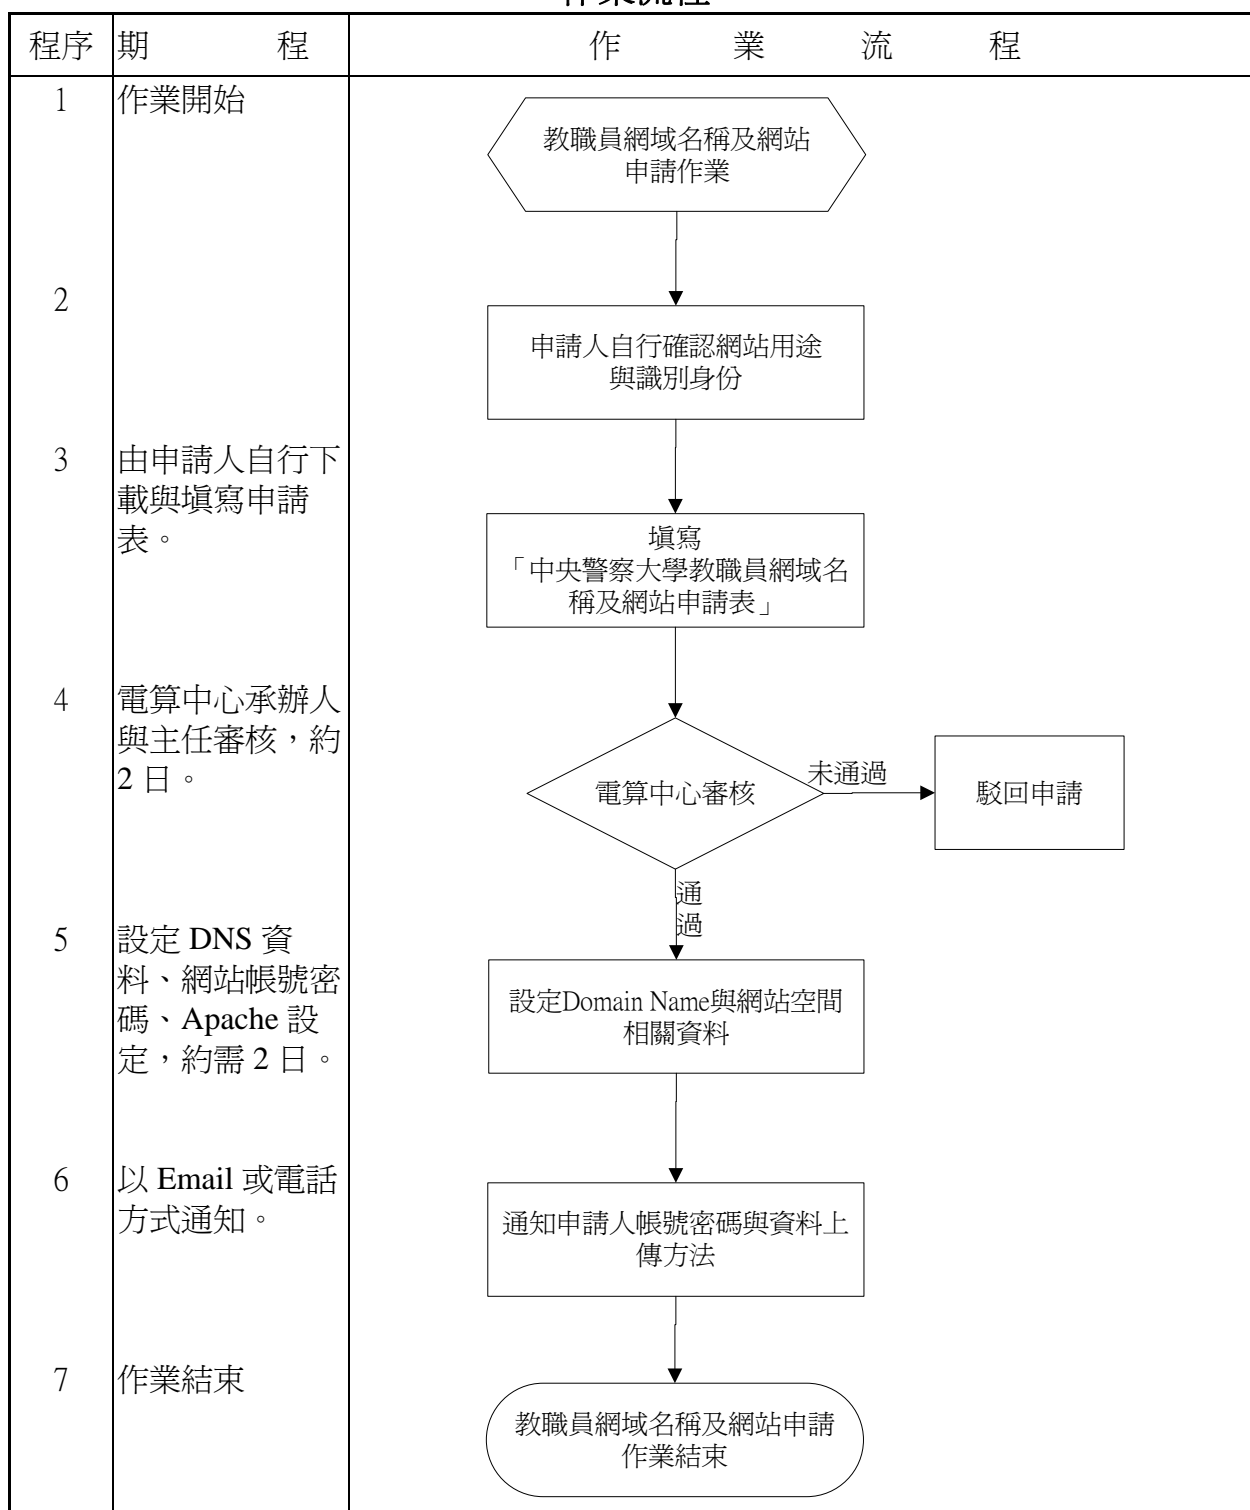 程序 期 程 作 業 流 程
1 作業開始
教職員網域名稱及網站
申請作業
2
申請人自行確認網站用途
與識別身份
3 由申請人自行下
載與填寫申請
表。
填寫
「中央警察大學教職員網域名
稱及網站申請表」
4 電算中心承辦人
與主任審核，約
2 日。
電算中心審核
未通過
駁回申請
通
過
5 設定 DNS 資
料、網站帳號密
碼、Apache 設
定，約需 2 日。
設定Domain Name與網站空間
相關資料
6 以 Email 或電話
方式通知。
通知申請人帳號密碼與資料上
傳方法
7 作業結束
教職員網域名稱及網站申請
作業結束